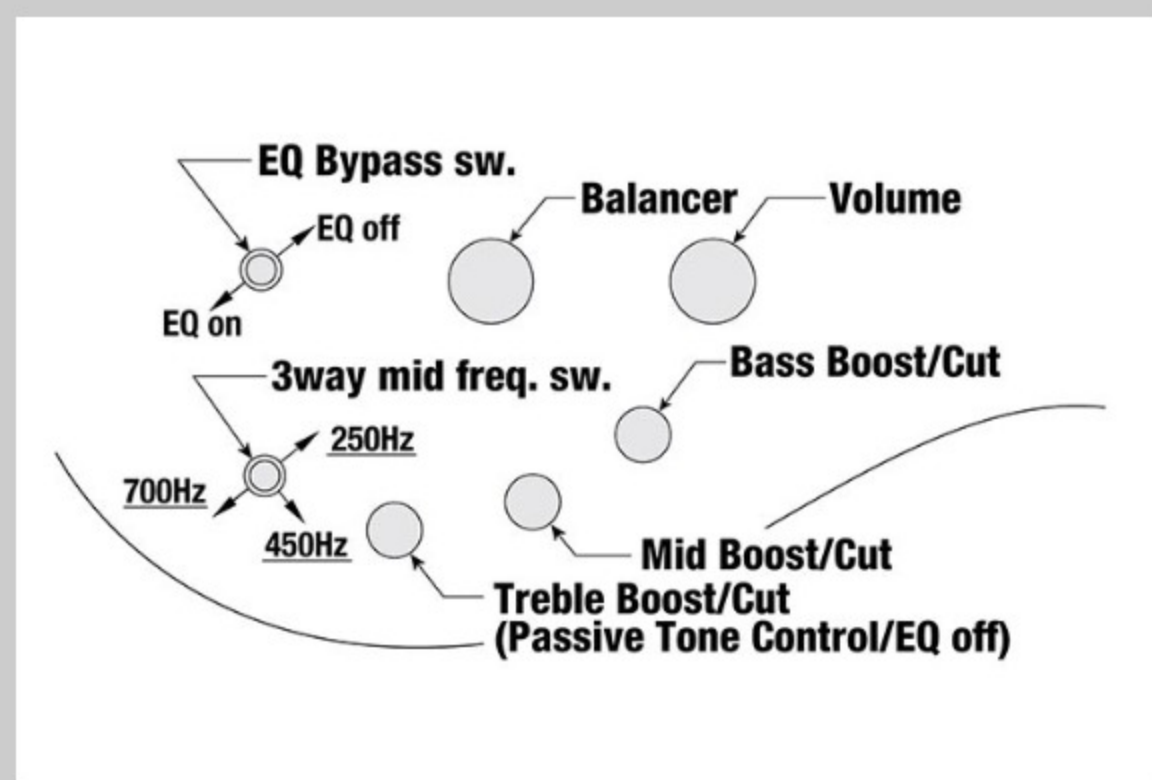 EQ Bypass sw.
EQ off
EQ on
Balancer
Volume
3way mid freq. sw.
250Hz
700Hz
450Hz
Bass Boost/Cut
Mid Boost/Cut
Treble Boost/Cut
(Passive Tone Control/EQ off)